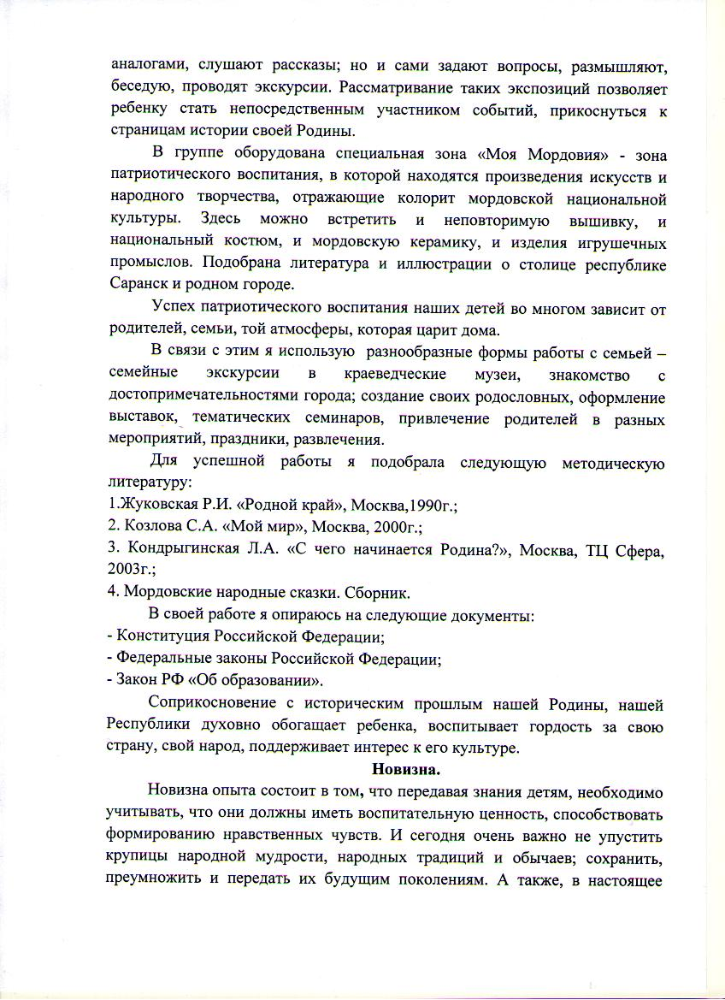 аналогами, слушают рассказы; но и сами задают вопросы, размышляют,
беседую, проводят экскурсии. Рассматривание таких экспозиций позволяет
ребенку стать непосредственным участником событий, прикоснуться к
страницам истории своей Родины.
В группе оборудована специальная зона «Моя Мордовия» - зона
патриотического воспитания, в которой находятся произведения искусств и
народного творчества, отражающие колорит мордовской национальной
культуры. Здесь можно встретить и неповторимую вышивку, и
национальный костюм, и мордовскую керамику, и изделия игрушечных
промыслов. Подобрана литература и иллюстрации о столице республике
Саранск и родном городе.
Успех патриотического воспитания наших детей во многом зависит от
родителей, семьи, той атмосферы, которая царит дома.
В связи с этим я использую разнообразные формы работы с семьей –
семейные экскурсии в краеведческие музеи, знакомство с
достопримечательностями города; создание своих родословных, оформление
выставок, тематических семинаров, привлечение родителей в разных
мероприятий, праздники, развлечения.
Для успешной работы я подобрала следующую методическую
литературу:
1.Жуковская Р.И. «Родной край», Москва,1990г.;
2. Козлова С.А. «Мой мир», Москва, 2000г.;
3. Кондрыгинская Л.А. «С чего начинается Родина?», Москва, ТЦ Сфера,
2003г.;
4. Мордовские народные сказки. Сборник.
В своей работе я опираюсь на следующие документы:
- Конституция Российской Федерации;
- Федеральные законы Российской Федерации;
- Закон РФ «Об образовании».
Соприкосновение с историческим прошлым нашей Родины, нашей
Республики духовно обогащает ребенка, воспитывает гордость за свою
страну, свой народ, поддерживает интерес к его культуре.
Новизна.
Новизна опыта состоит в том, что передавая знания детям, необходимо
учитывать, что они должны иметь воспитательную ценность, способствовать
формированию нравственных чувств. И сегодня очень важно не упустить
крупицы народной мудрости, народных традиций и обычаев; сохранить,
преумножить и передать их будущим поколениям. А также, в настоящее